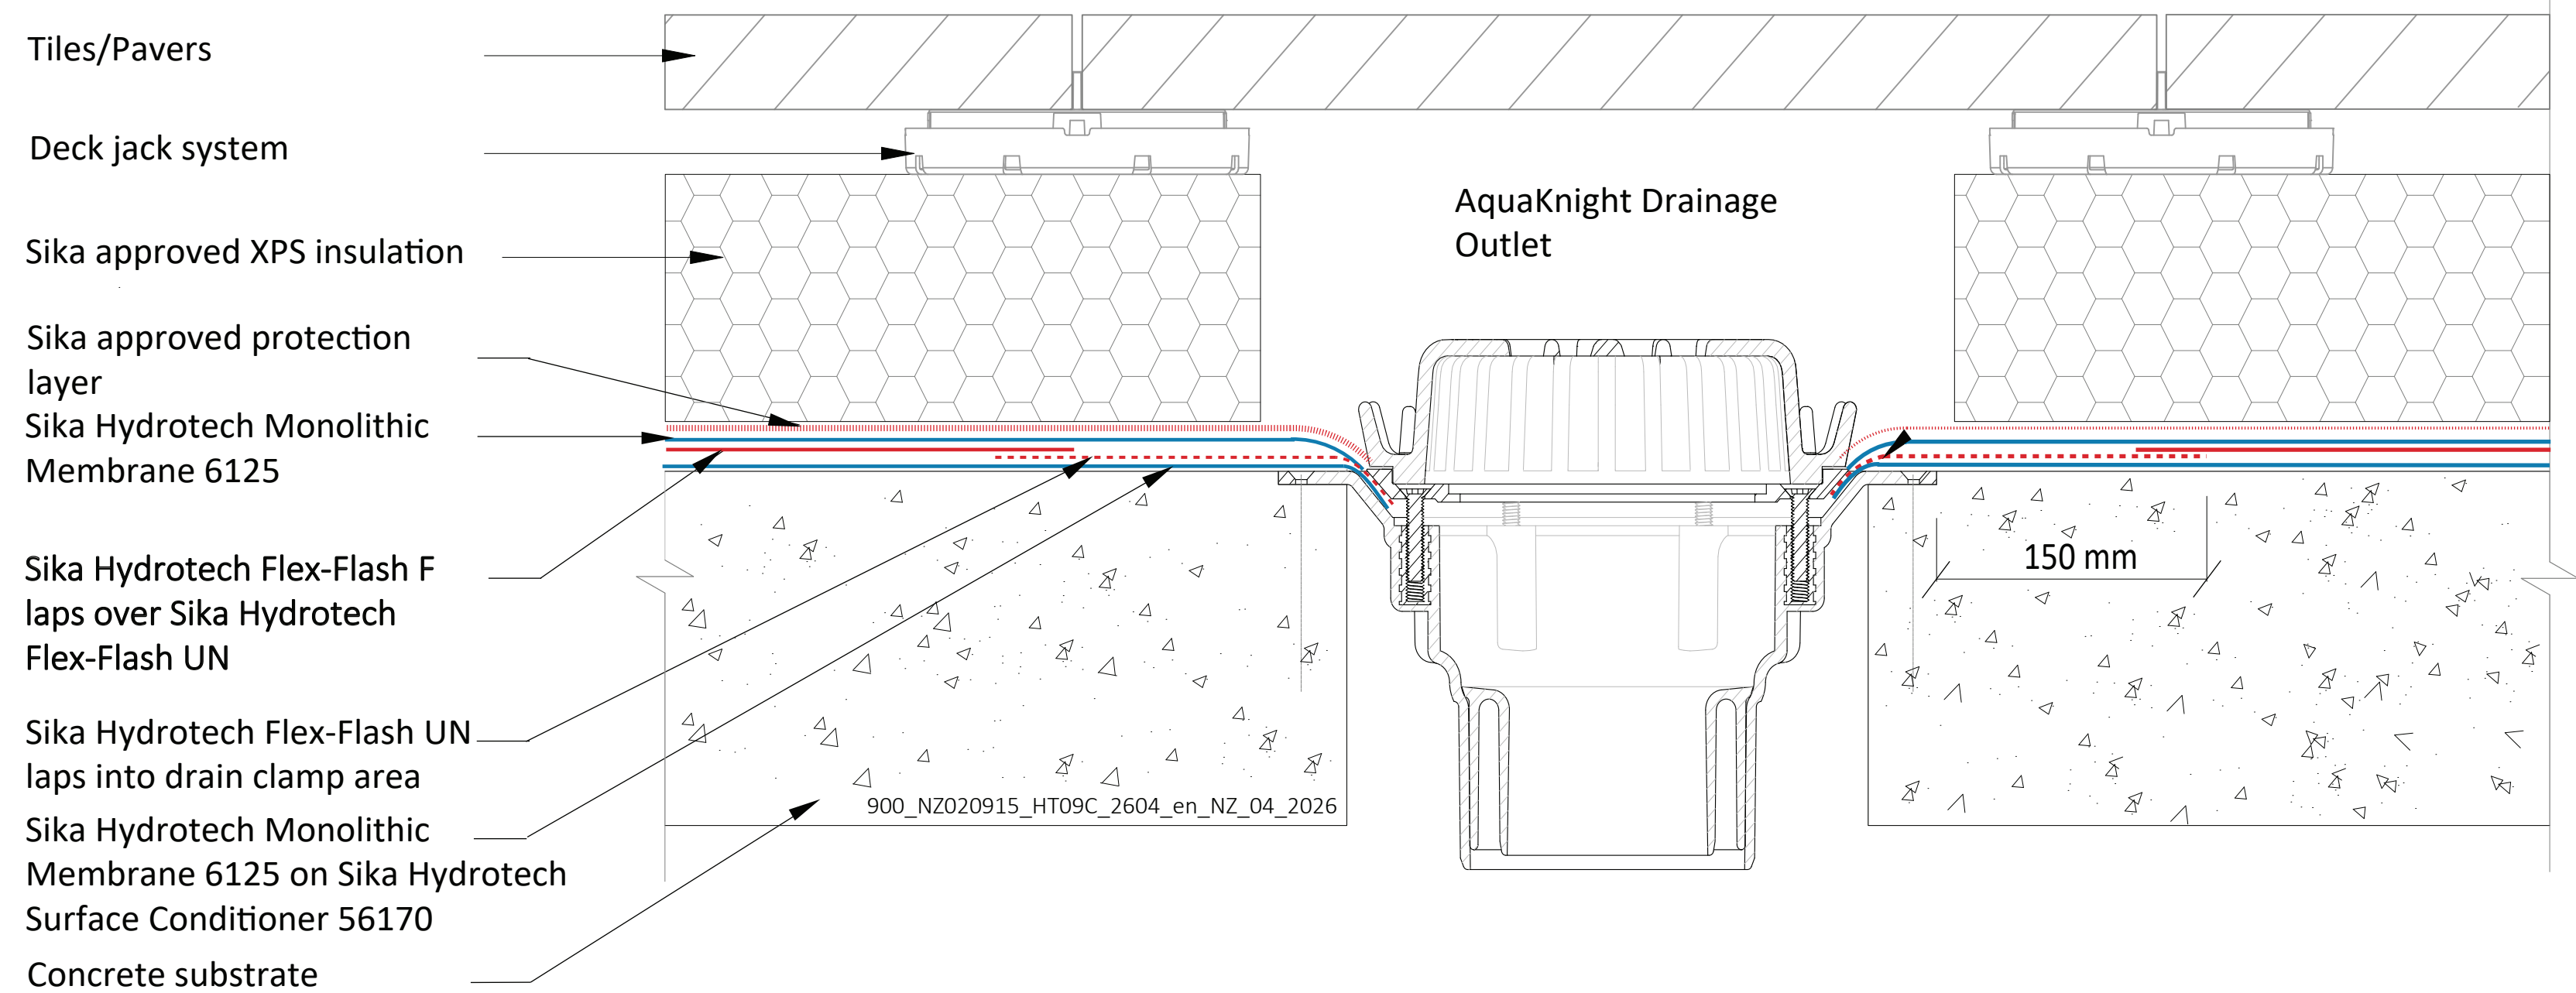 Tiles/Pavers
Deck jack system
Sika approved XPS insulation
Sika approved protection
layer
Sika Hydrotech Monolithic
Membrane 6125
Sika Hydrotech Flex-Flash F
laps over Sika Hydrotech
Flex-Flash UN
Sika Hydrotech Flex-Flash UN
laps into drain clamp area
Sika Hydrotech Monolithic
Membrane 6125 on Sika Hydrotech
Surface Conditioner 56170
Concrete substrate
AquaKnight Drainage
Outlet
150 mm
900_NZ020915_HT09C_2604_en_NZ_04_2026